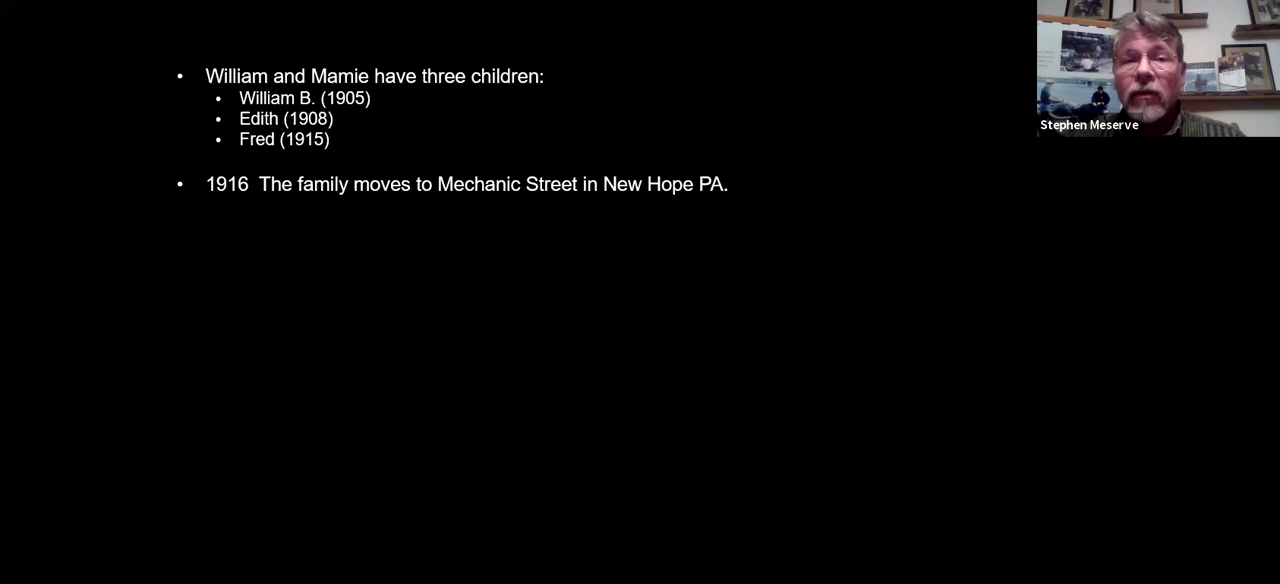 • William and Mamie have three children:
• William B. (1905)
• Edith (1908)
• Fred (1915)
• 1916 The family moves to Mechanic Street in New Hope PA.
Stephen Meserve